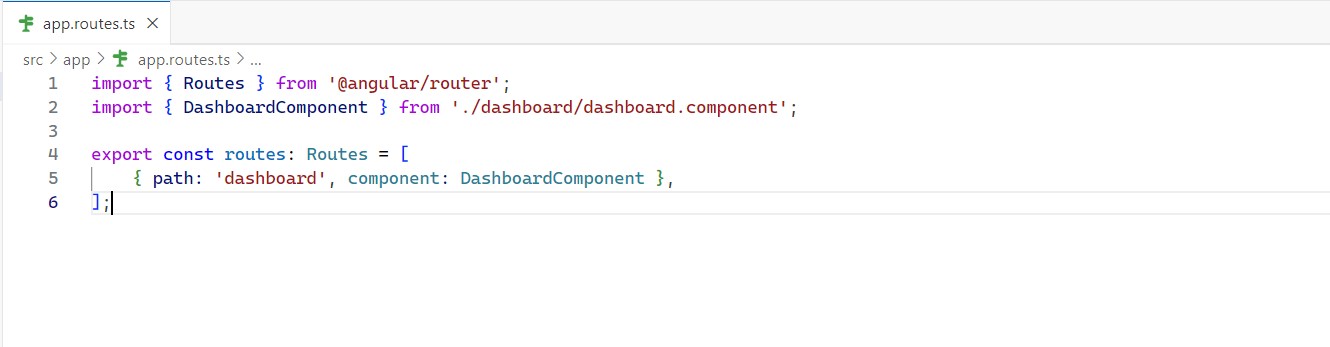 app.routes.ts ×
src > app > app.routes.ts > ...
1 import { Routes } from '@angular/router';
2 import { DashboardComponent } from './dashboard/dashboard.component';
3
4 export const routes: Routes = [
5     { path: 'dashboard', component: DashboardComponent },
6 ];